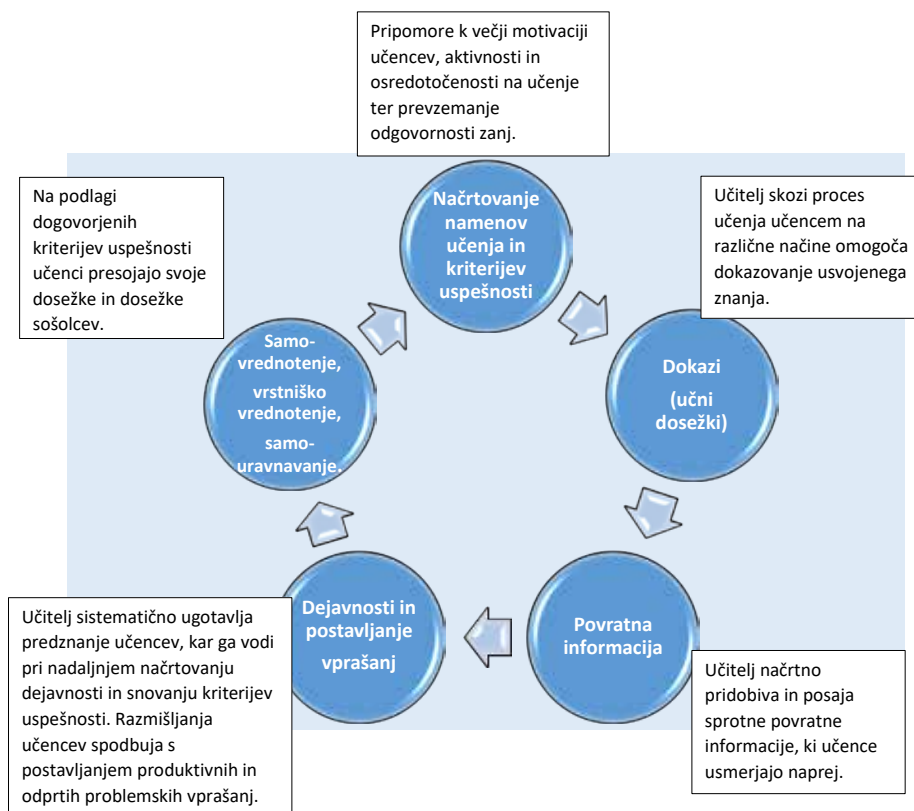 Pripomore k večji motivaciji
učencev, aktivnosti in
osredotočenosti na učenje
ter prevzemanje
odgovornosti zanj.
Načrtovanje
namenov
učenja in
kriterijev
uspešnosti
Učitelj skozi proces
učenja učencem na
različne načine omogoča
dokazovanje usvojenega
znanja.
Dokazi
(učni
dosežki)
Povratna
informacija
Učitelj načrtno
pridobiva in posaja
sprotne povratne
informacije, ki učence
usmerjajo naprej.
Dejavnosti in
postavljanje
vprašanj
Učitelj sistematično ugotavlja
predznanje učencev, kar ga vodi
pri nadaljnjem načrtovanju
dejavnosti in snovanju kriterijev
uspešnosti. Razmišljanja
učencev spodbuja s
postavljanjem produktivnih in
odprtih problemskih vprašanj.
Samo-
vrednotenje,
vrstniško
vrednotenje,
samo-
uravnavanje.
Na podlagi
dogovorjenih
kriterijev uspešnosti
učenci presojajo svoje
dosežke in dosežke
sošolcev.